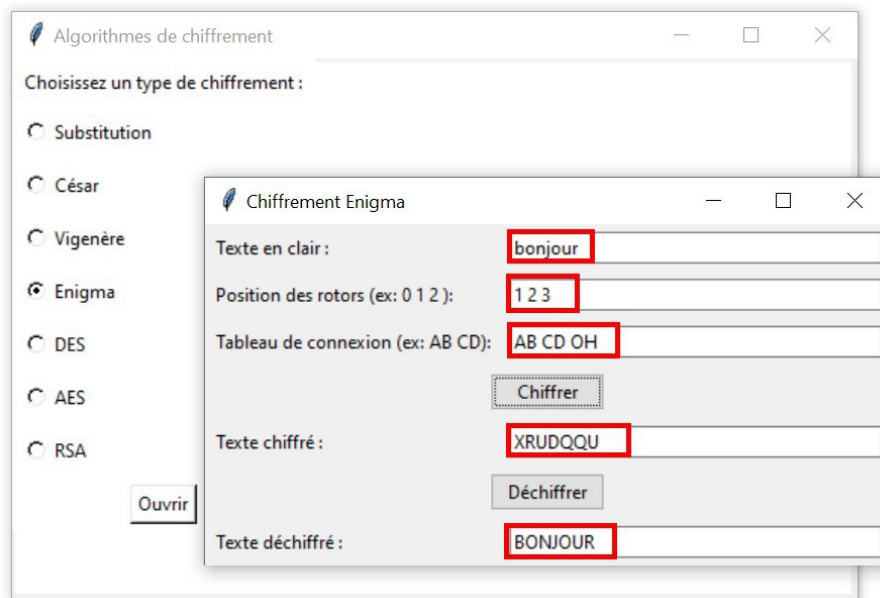 Algorithmes de chiffrement
Choisissez un type de chiffrement :
Substitution
César
Vigenère
Enigma
DES
AES
RSA
Ouvrir
Chiffrement Enigma
Texte en clair : bonjour
Position des rotors (ex: 0 1 2 ): 1 2 3
Tableau de connexion (ex: AB CD): AB CD OH
Chiffrer
Texte chiffré : XRUDQQU
Déchiffrer
Texte déchiffré : BONJOUR